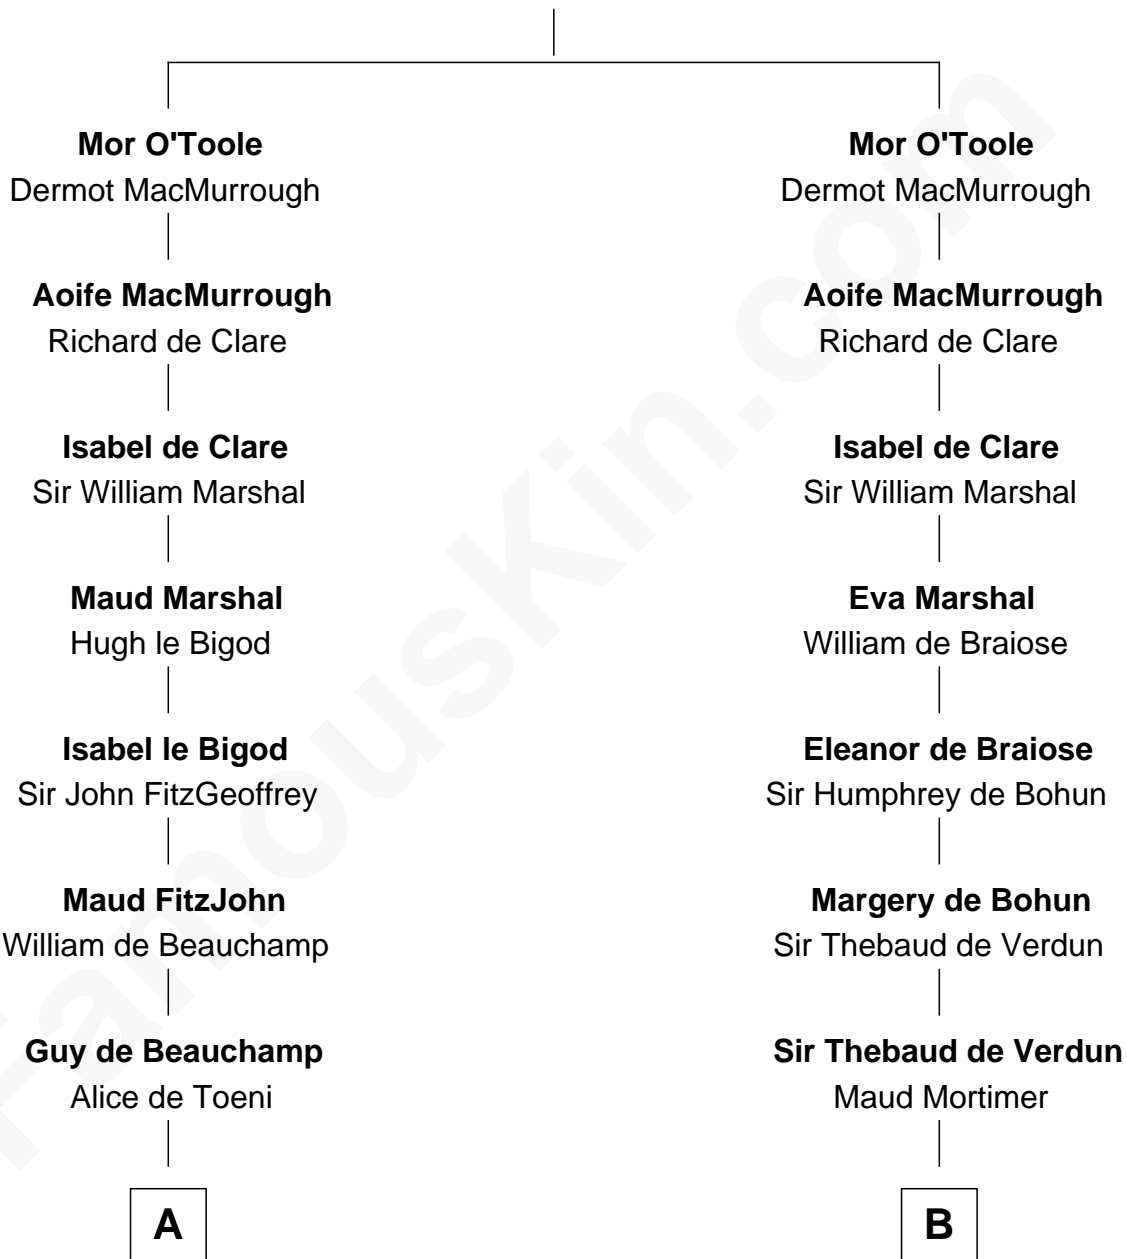 Mor O'Toole
Dermot MacMurrough
Aoife MacMurrough
Richard de Clare
Isabel de Clare
Sir William Marshal
Maud Marshal
Hugh le Bigod
Isabel le Bigod
Sir John FitzGeoffrey
Maud FitzJohn
William de Beauchamp
Guy de Beauchamp
Alice de Toeni
A
Mor O'Toole
Dermot MacMurrough
Aoife MacMurrough
Richard de Clare
Isabel de Clare
Sir William Marshal
Eva Marshal
William de Braiose
Eleanor de Braiose
Sir Humphrey de Bohun
Margery de Bohun
Sir Thebaud de Verdun
Sir Thebaud de Verdun
Maud Mortimer
B
FamousKin.com